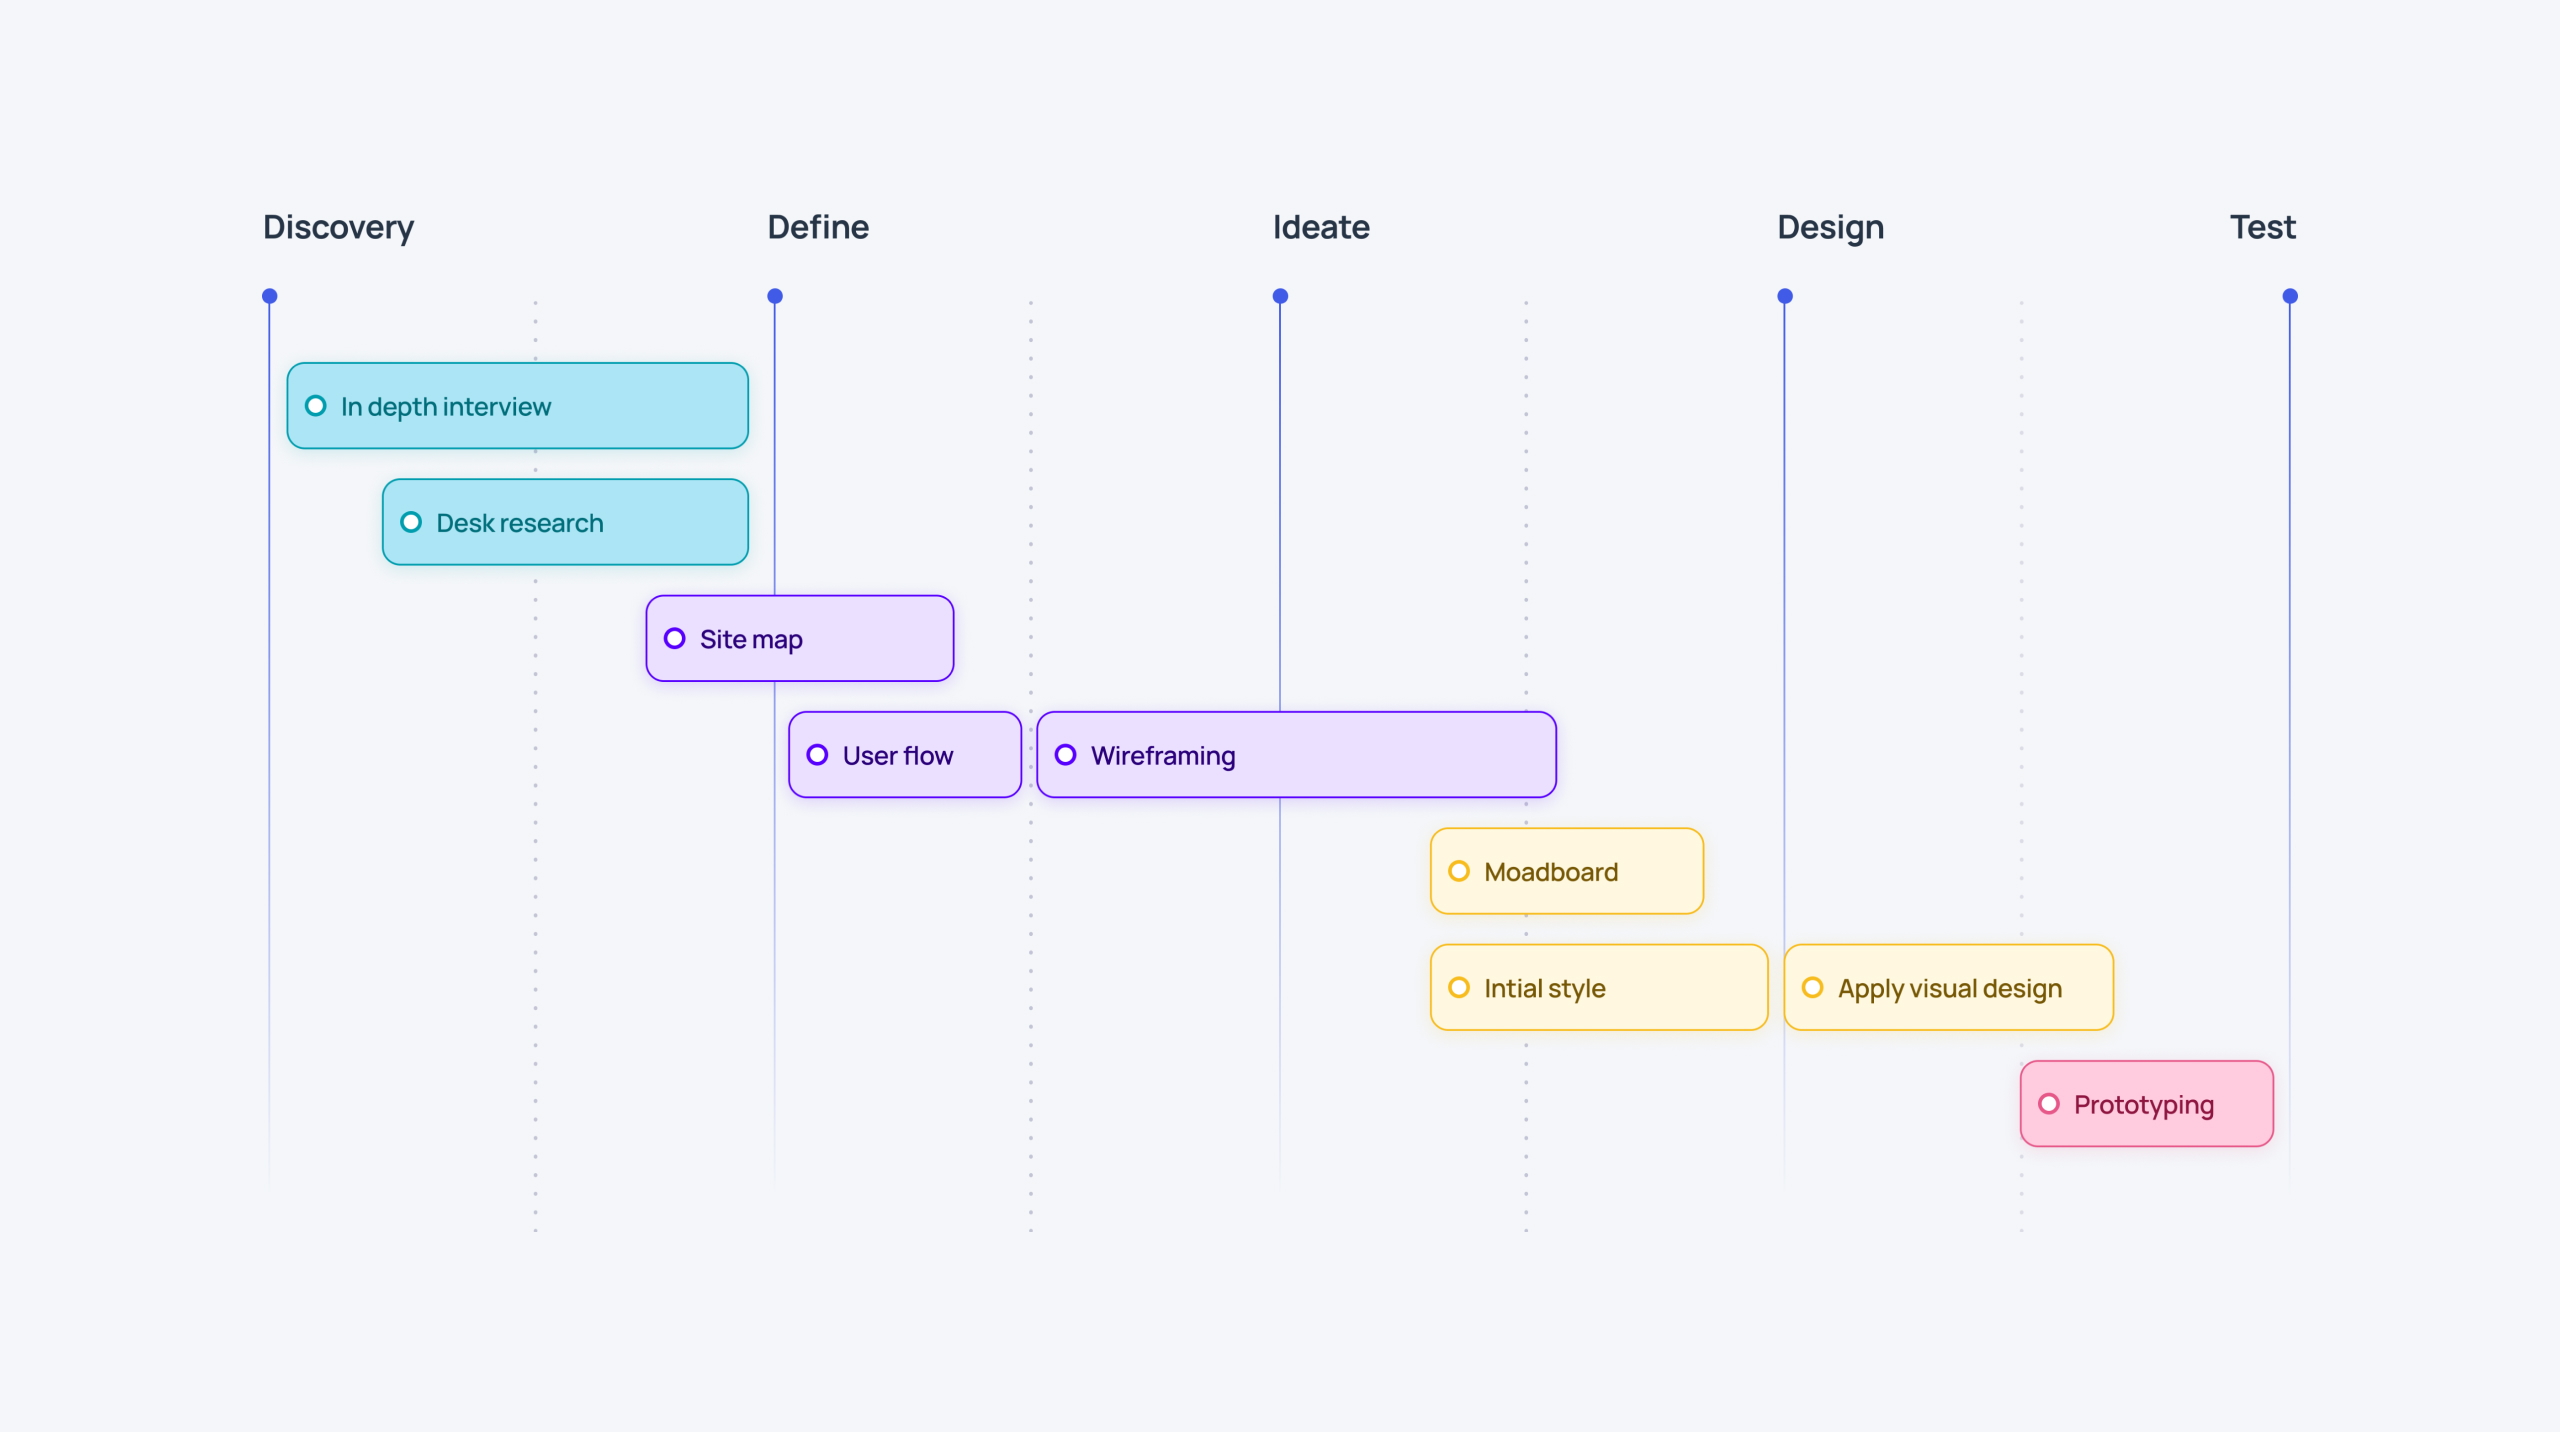 Discovery
Define
Ideate
Design
Test
In depth interview
Desk research
Site map
User flow
Wireframing
Moadboard
Intial style
Apply visual design
Prototyping